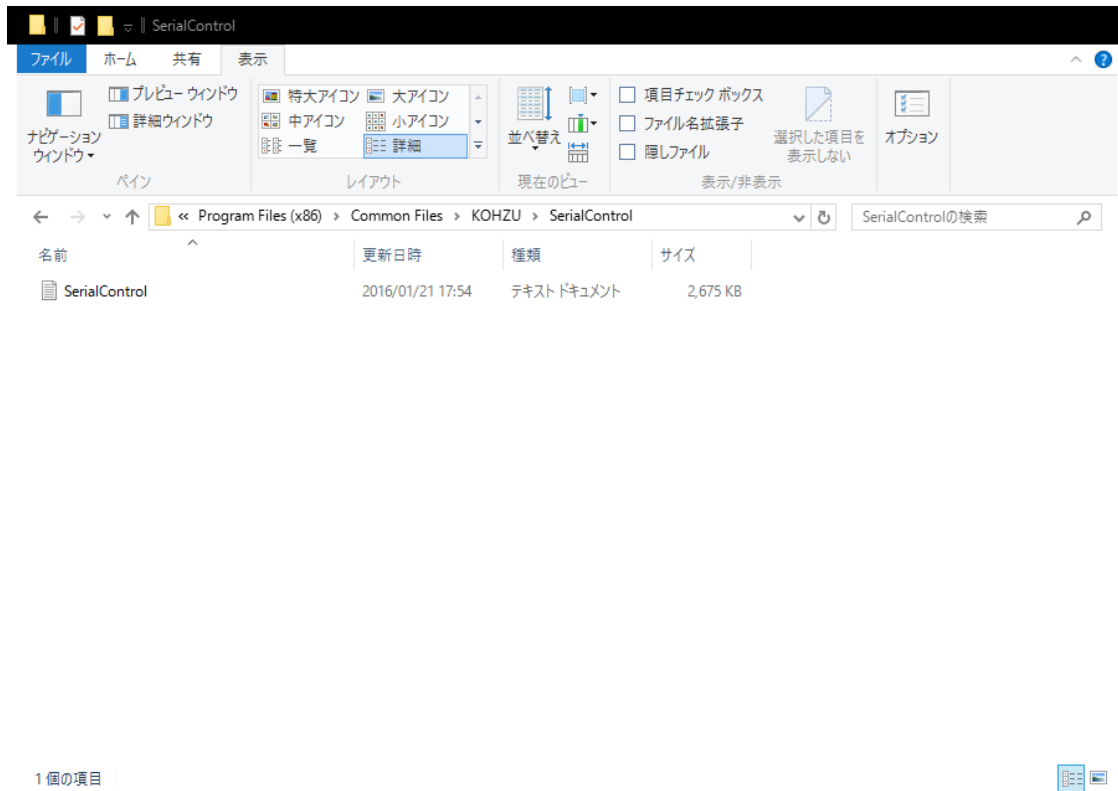 SerialControl
ファイル ホーム 共有 表示
ナビゲーション ウィンドウ
プレビュー ウィンドウ
詳細ウィンドウ
ペイン
特大アイコン 大アイコン
中アイコン 小アイコン
一覧 詳細
レイアウト
並べ替え
現在のビュー
項目チェック ボックス
ファイル名拡張子
隠しファイル
選択した項目を
表示しない
表示/非表示
オプション
« Program Files (x86) > Common Files > KOHZU > SerialControl
SerialControlの検索
名前 更新日時 種類 サイズ
SerialControl 2016/01/21 17:54 テキスト ドキュメント 2,675 KB
1 個の項目